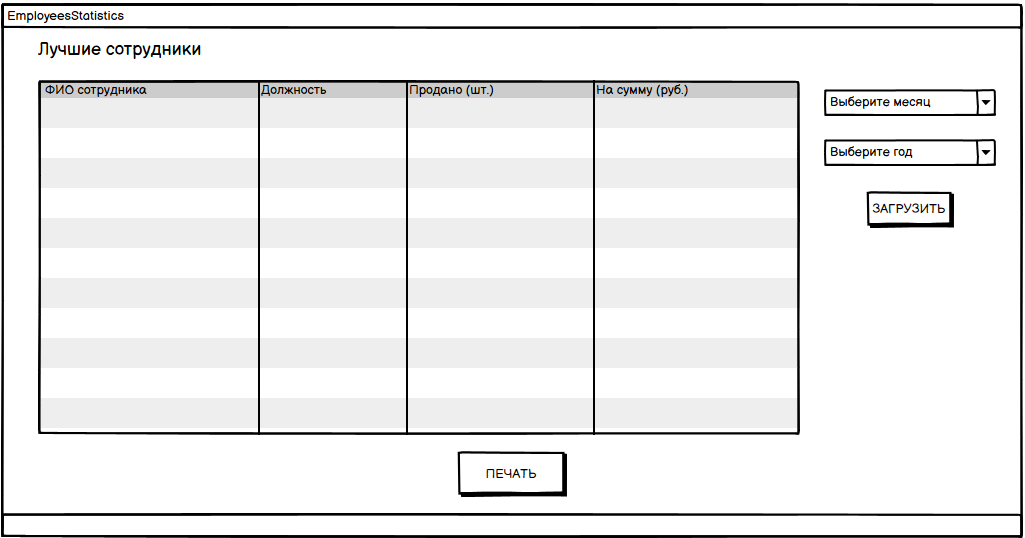 EmployeesStatistics
Лучшие сотрудники
ФИО сотрудника Должность Продано (шт.) На сумму (руб.)
Выберите месяц
Выберите год
ЗАГРУЗИТЬ
ПЕЧАТЬ